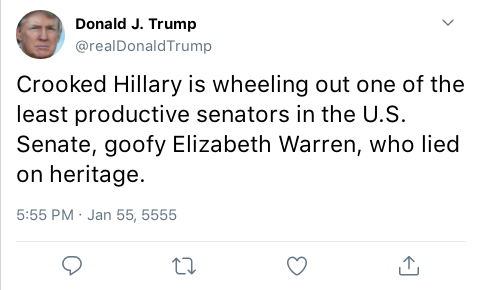 Donald J. Trump
@realDonaldTrump
Crooked Hillary is wheeling out one of the
least productive senators in the U.S.
Senate, goofy Elizabeth Warren, who lied
on heritage.
5:55 PM · Jan 55, 5555